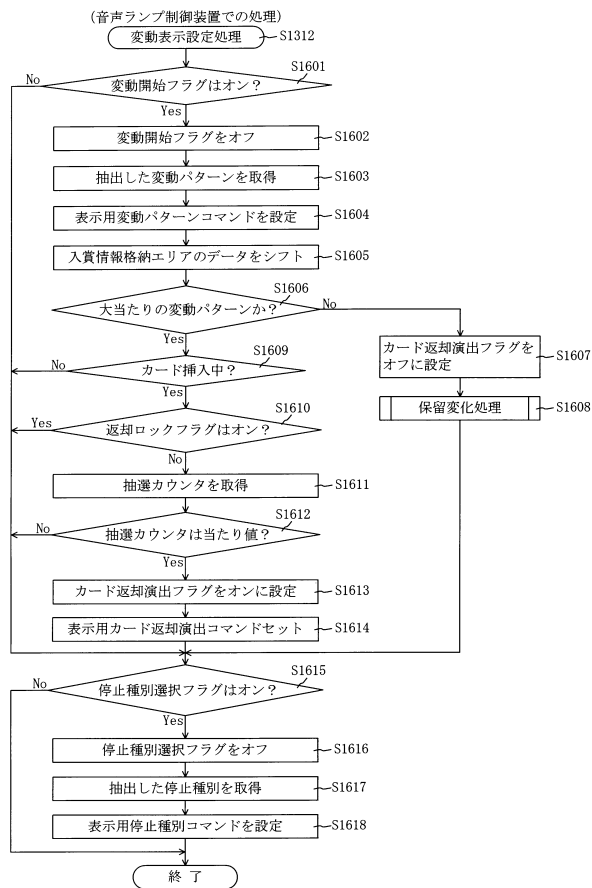 (音声ランプ制御装置での処理)
変動表示設定処理 S1312
S1601
No 変動開始フラグはオン？
Yes
変動開始フラグをオフ S1602
抽出した変動パターンを取得 S1603
表示用変動パターンコマンドを設定 S1604
入賞情報格納エリアのデータをシフト S1605
S1606
大当たりの変動パターンか？ No
Yes
カード返却演出フラグを
オフに設定 S1607
保留変化処理 S1608
S1609
No カード挿入中？
Yes
S1610
Yes 返却ロックフラグはオン？
No
抽選カウンタを取得 S1611
S1612
No 抽選カウンタは当たり値？
Yes
カード返却演出フラグをオンに設定 S1613
表示用カード返却演出コマンドセット S1614
S1615
No 停止種別選択フラグはオン？
Yes
停止種別選択フラグをオフ S1616
抽出した停止種別を取得 S1617
表示用停止種別コマンドを設定 S1618
終了